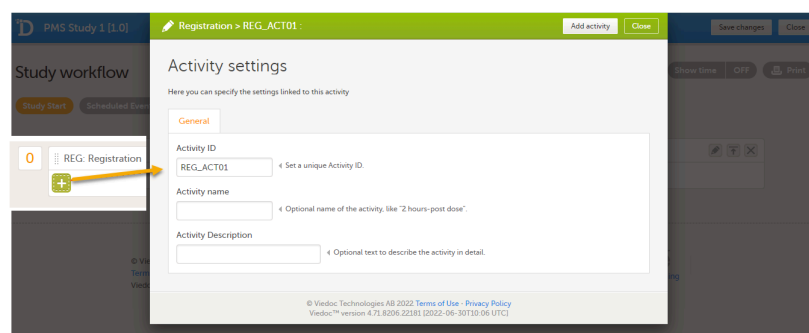 PMS Study 1 [1.0]
Registration > REG_ACT01 :
Add activity
Close
Save changes
Close
Study workflow
Show time
OFF
Print
Study Start
Scheduled Even
Activity settings
Here you can specify the settings linked to this activity
General
0
REG: Registration
Activity ID
REG_ACT01
Set a unique Activity ID.
Activity name
Optional name of the activity, like "2 hours-post dose".
Activity Description
Optional text to describe the activity in detail.
© Vie
Term
Viedo
© Viedoc Technologies AB 2022 Terms of Use - Privacy Policy
Viedoc™ version 4.71.8206.22181 [2022-06-30T10:06 UTC]